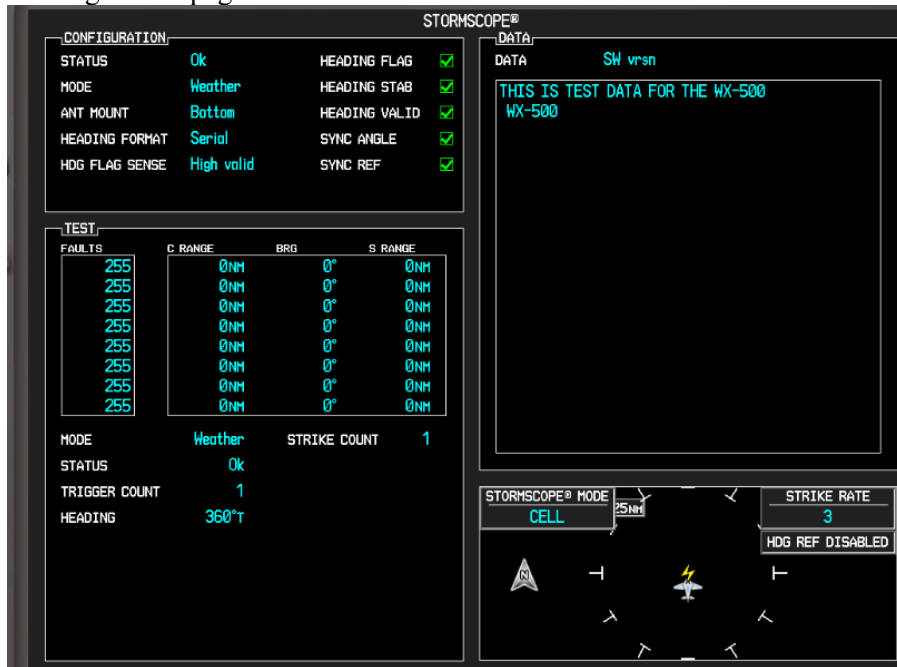 STORMSCOPE®
CONFIGURATION
STATUS Ok HEADING FLAG
MODE Weather HEADING STAB
ANT MOUNT Bottom HEADING VALID
HEADING FORMAT Serial SYNC ANGLE
HDG FLAG SENSE High valid SYNC REF
DATA
DATA SW vrsn
THIS IS TEST DATA FOR THE WX-500
WX-500
TEST
FAULTS C RANGE BRG S RANGE
255 0NM 0° 0NM
255 0NM 0° 0NM
255 0NM 0° 0NM
255 0NM 0° 0NM
255 0NM 0° 0NM
255 0NM 0° 0NM
255 0NM 0° 0NM
255 0NM 0° 0NM
MODE Weather STRIKE COUNT 1
STATUS Ok
TRIGGER COUNT 1
HEADING 360°T
STORMSCOPE® MODE
CELL
25NM
STRIKE RATE
3
HDG REF DISABLED
N